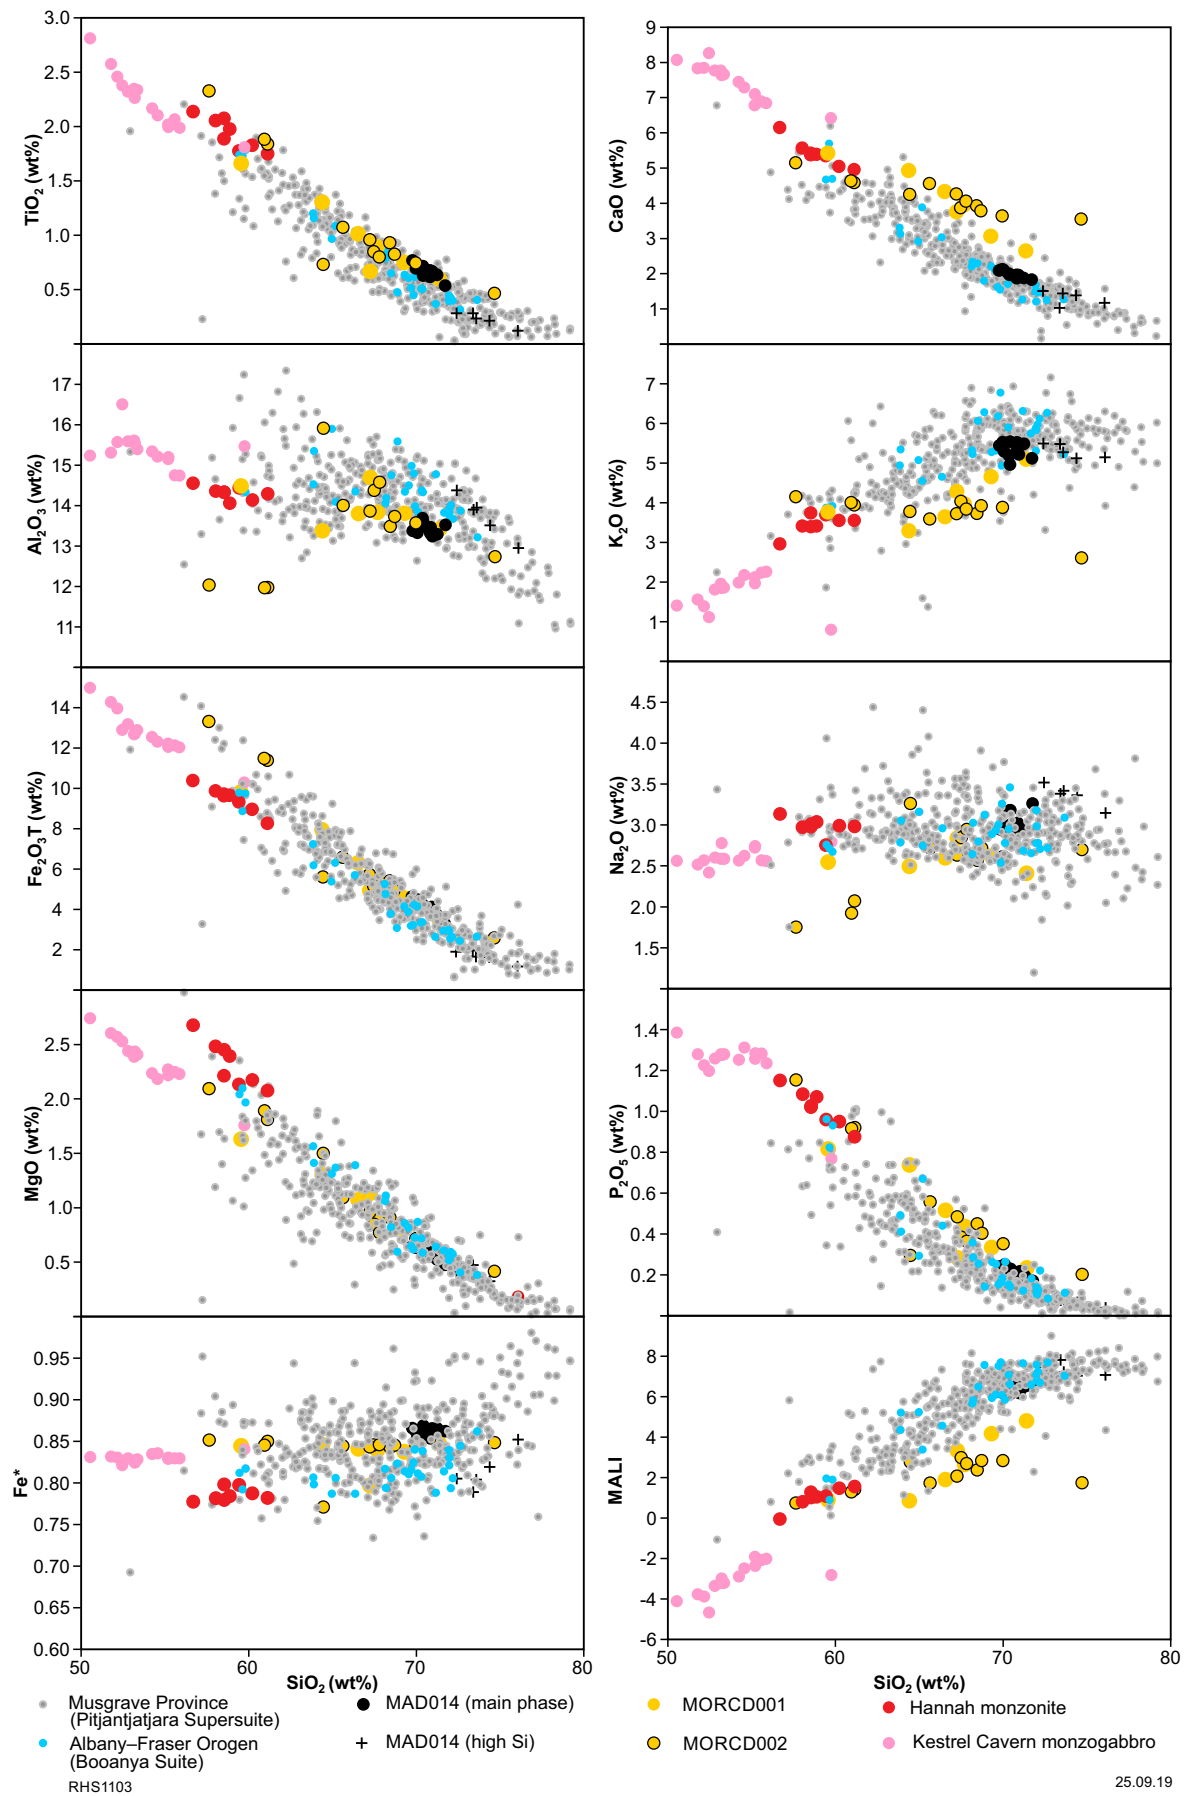 3.0
2.5
2.0
1.5
1.0
0.5
TiO2 (wt%)
9
8
7
6
5
4
3
2
1
CaO (wt%)
17
16
15
14
13
12
11
Al2O3 (wt%)
7
6
5
4
3
2
1
K2O (wt%)
14
12
10
8
6
4
2
Fe2O3T (wt%)
4.5
4.0
3.5
3.0
2.5
2.0
1.5
Na2O (wt%)
2.5
2.0
1.5
1.0
0.5
MgO (wt%)
1.4
1.2
1.0
0.8
0.6
0.4
0.2
P2O5 (wt%)
0.95
0.90
0.85
0.80
0.75
0.70
0.65
0.60
Fe*
8
6
4
2
0
-2
-4
-6
MALI
50 60 70 80
SiO2 (wt%)
50 60 70 80
SiO2 (wt%)
Musgrave Province
(Pitjantjatjara Supersuite)
Albany–Fraser Orogen
(Booanya Suite)
MAD014 (main phase)
MAD014 (high Si)
MORCD001
MORCD002
Hannah monzonite
Kestrel Cavern monzogabbro
RHS1103
25.09.19